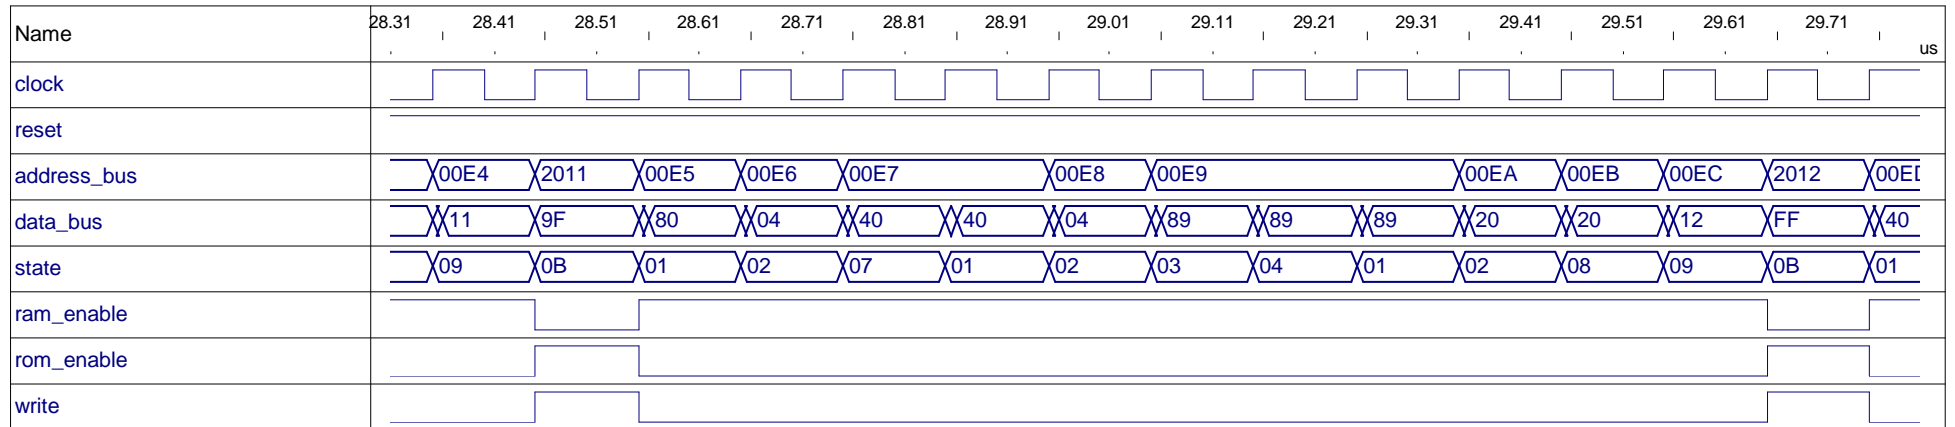 Name 28.31 28.41 28.51 28.61 28.71 28.81 28.91 29.01 29.11 29.21 29.31 29.41 29.51 29.61 29.71 us
clock
reset
address_bus 00E4 2011 00E5 00E6 00E7 00E8 00E9 00EA 00EB 00EC 2012
data_bus 11 9F 80 04 40 40 04 89 89 89 20 20 12 FF 40
state 09 0B 01 02 07 01 02 03 04 01 02 08 09 0B 01
ram_enable
rom_enable
write